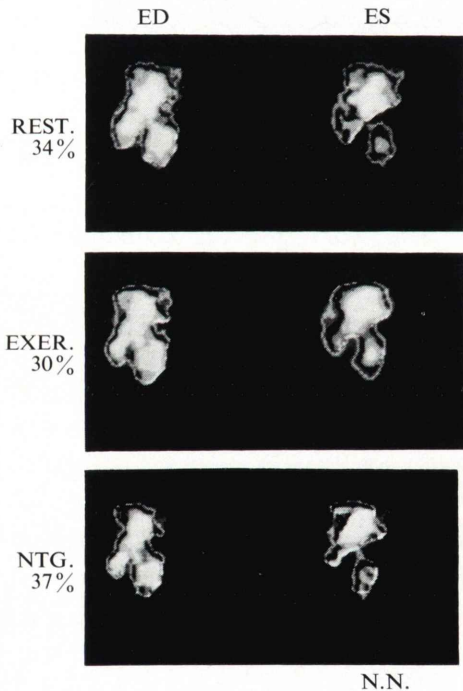 ED ES
REST.
34%
EXER.
30%
NTG.
37%
N.N.